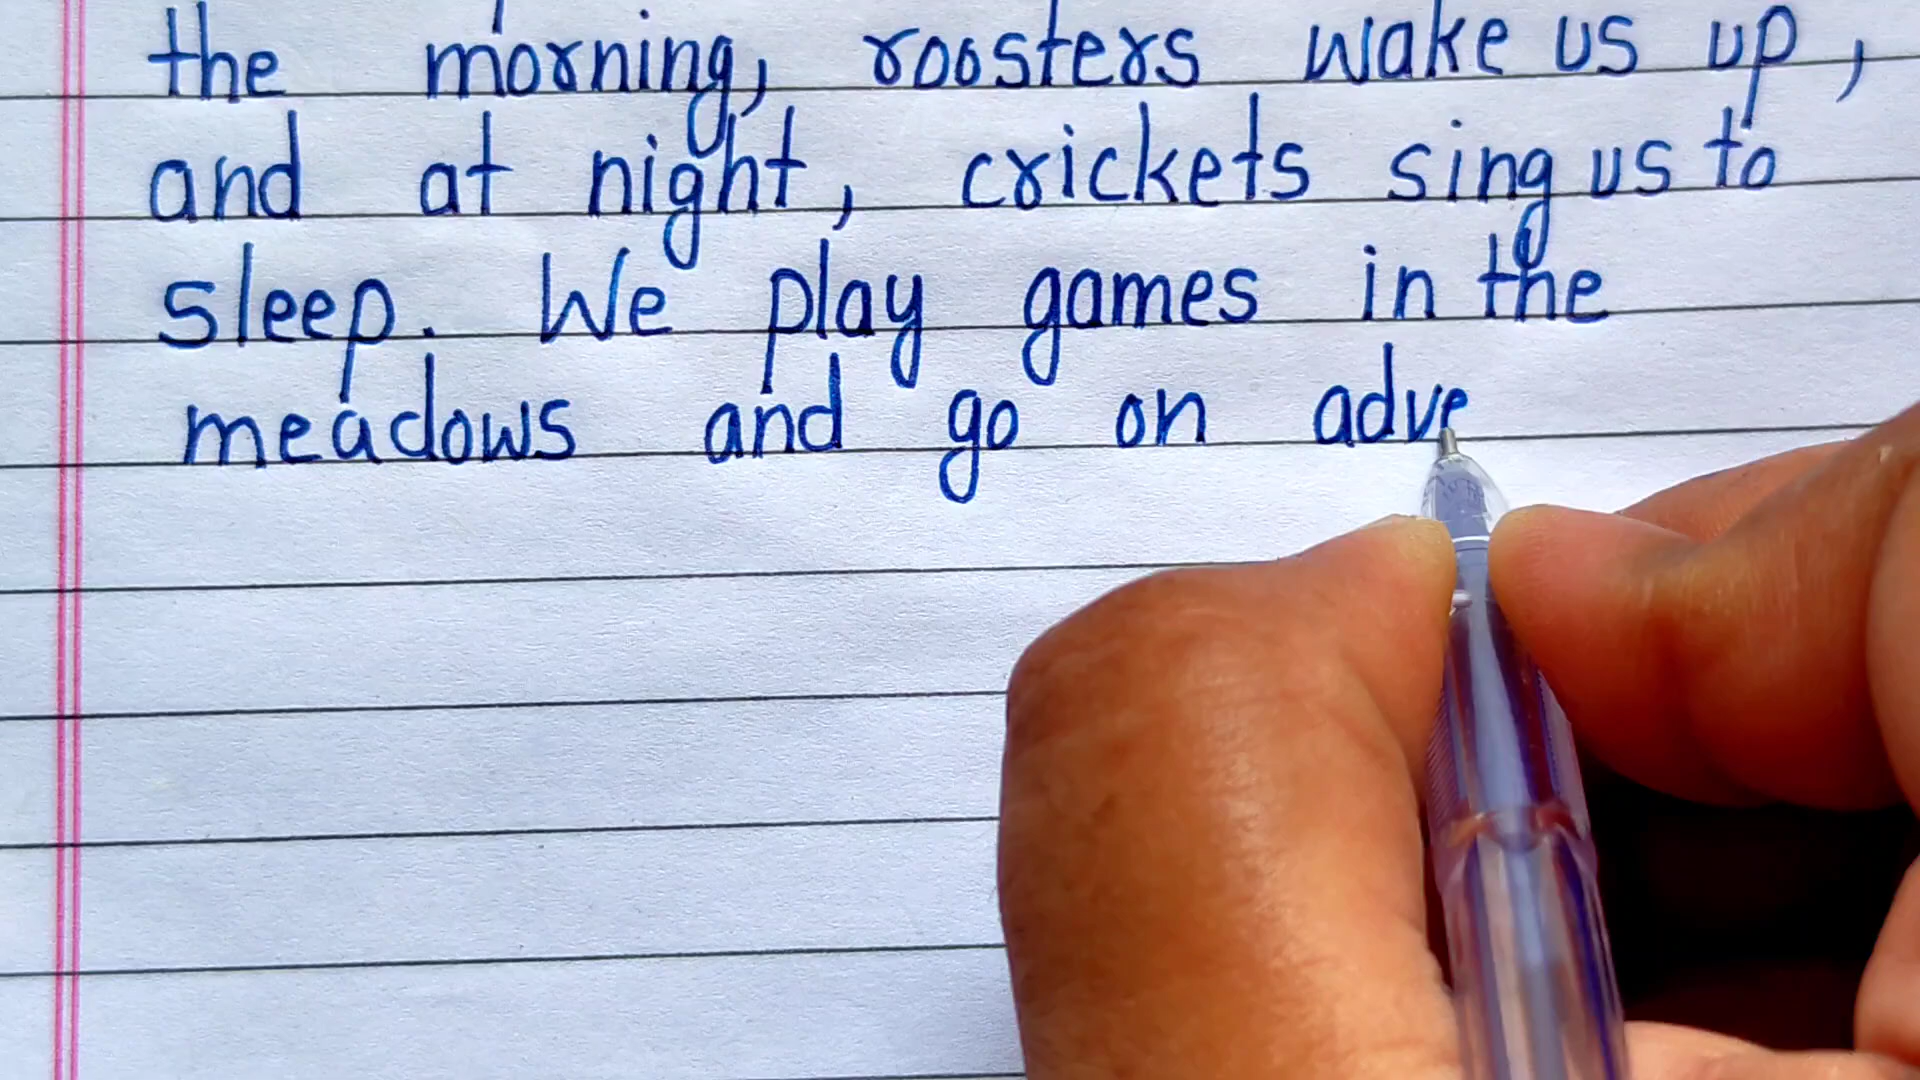 the morning, roosters wake us up,
and at night, crickets sing us to
sleep. We play games in the
meadows and go on adve